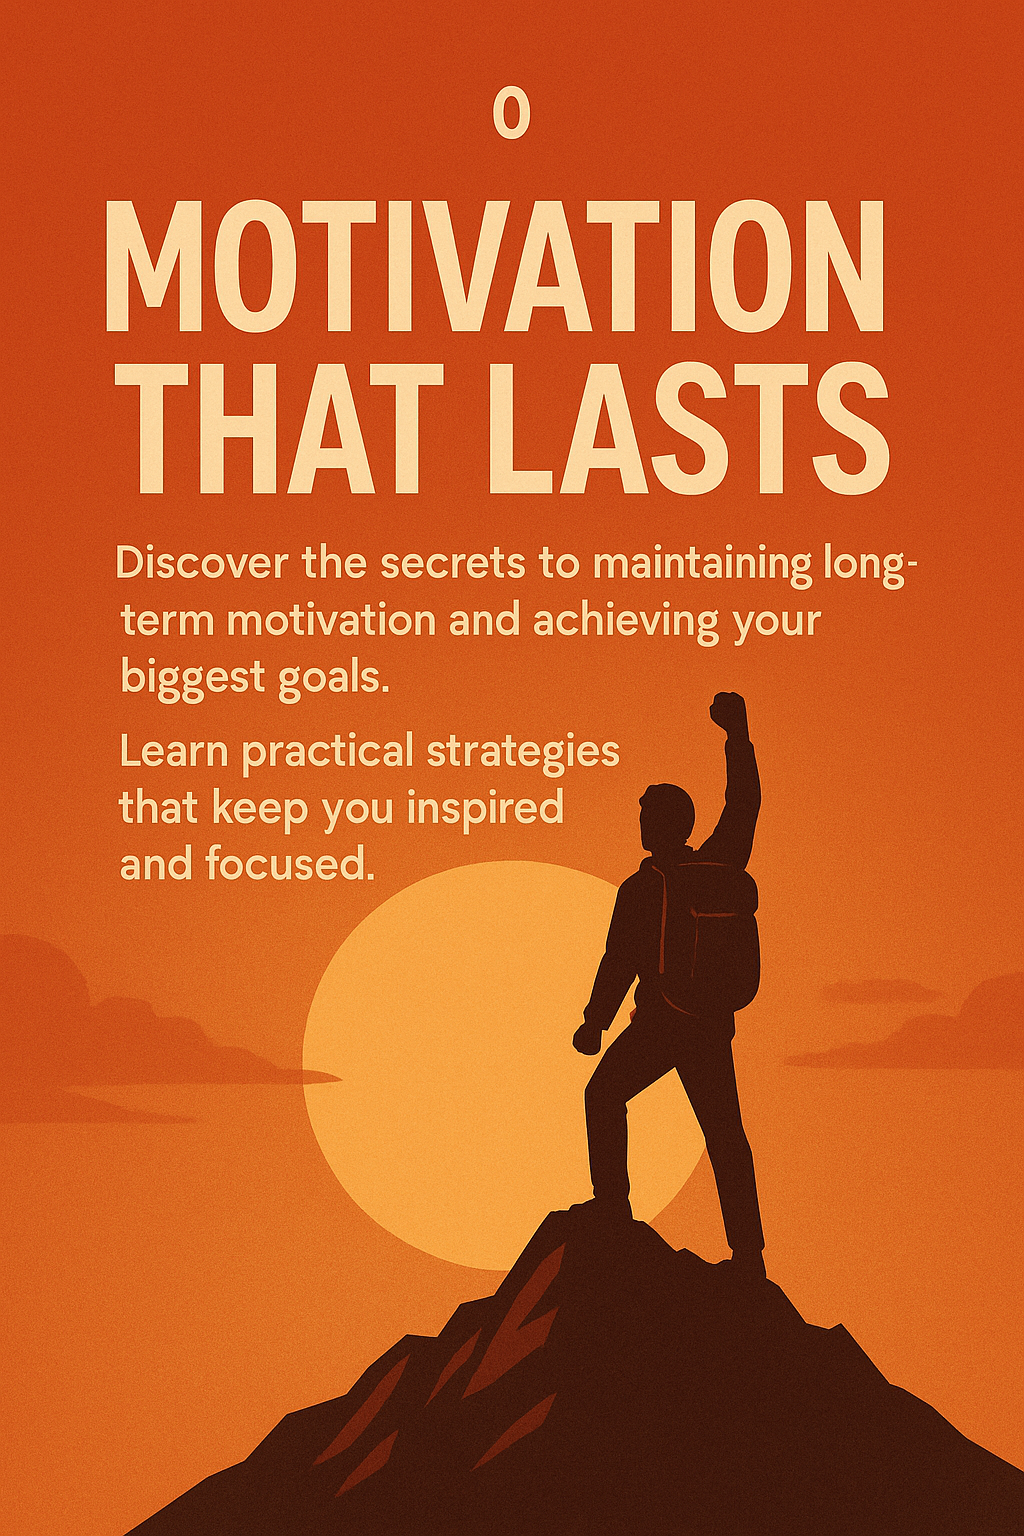 0
MOTIVATION
THAT LASTS
Discover the secrets to maintaining long-
term motivation and achieving your
biggest goals.
Learn practical strategies
that keep you inspired
and focused.